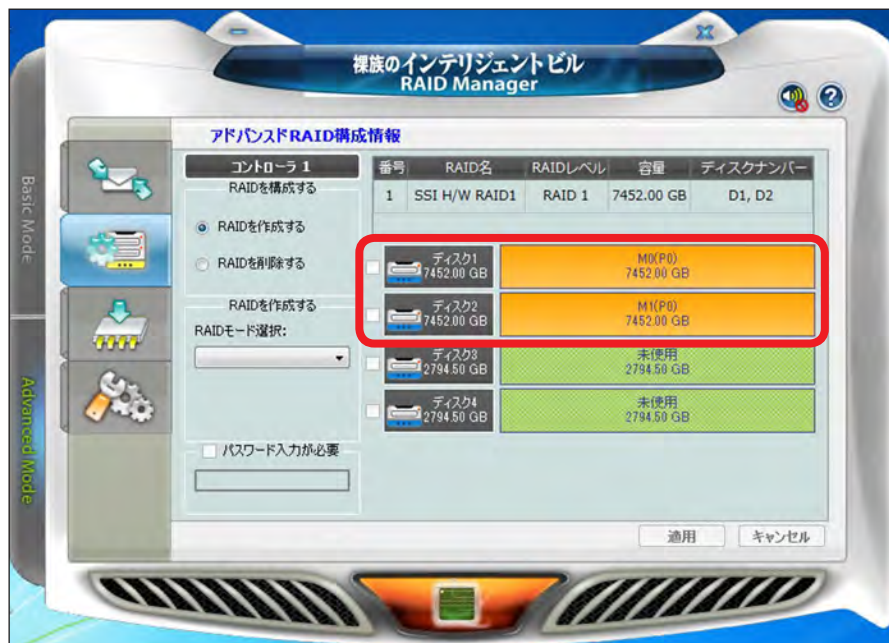 裸族のインテリジェントビル
RAID Manager
Basic Mode
Advanced Mode
アドバンスドRAID構成情報
コントローラ 1
RAIDを構成する
RAIDを作成する
RAIDを削除する
RAIDを作成する
RAIDモード選択:
パスワード入力が必要
番号 RAID名 RAIDレベル 容量 ディスクナンバー
1 SSI H/W RAID1 RAID 1 7452.00 GB D1, D2
ディスク1 M0(P0)
7452.00 GB 7452.00 GB
ディスク2 M1(P0)
7452.00 GB 7452.00 GB
ディスク3 未使用
2794.50 GB 2794.50 GB
ディスク4 未使用
2794.50 GB 2794.50 GB
適用 キャンセル